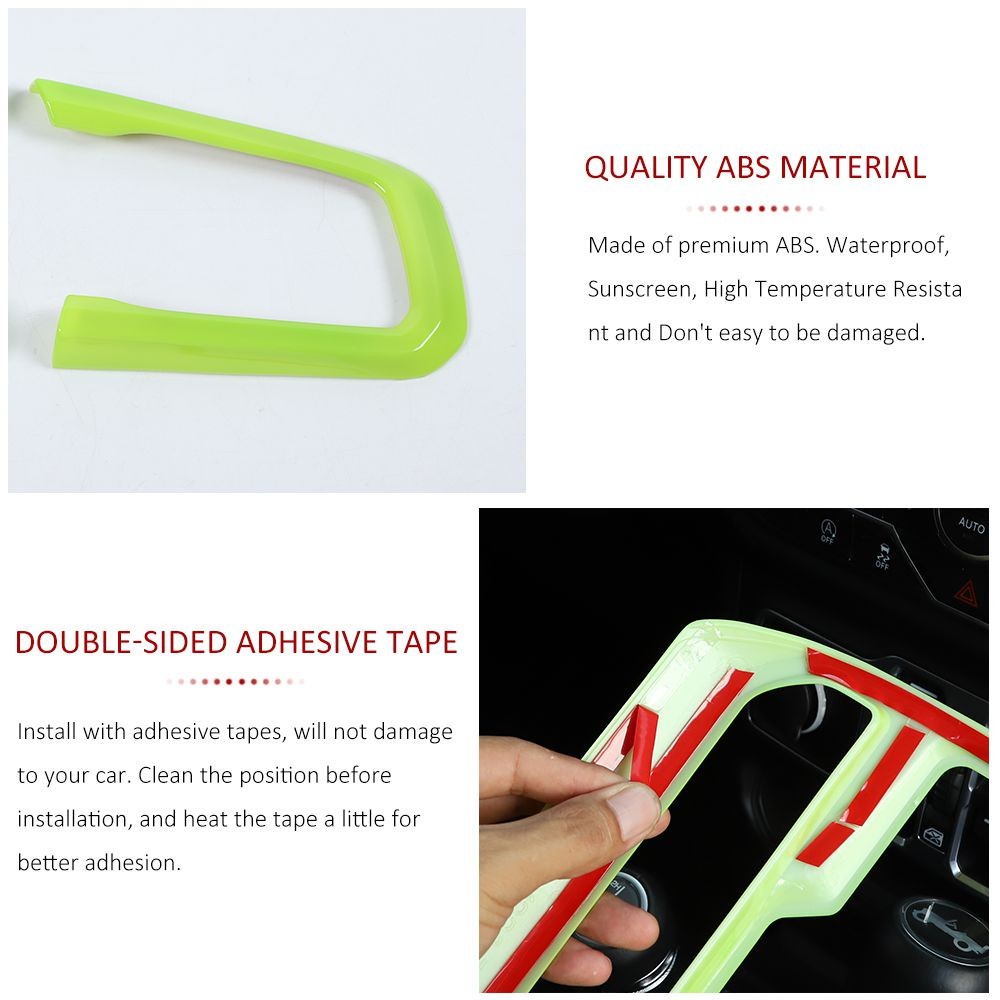 QUALITY ABS MATERIAL
Made of premium ABS. Waterproof,
Sunscreen, High Temperature Resista
nt and Don't easy to be damaged.
DOUBLE-SIDED ADHESIVE TAPE
Install with adhesive tapes, will not damage
to your car. Clean the position before
installation, and heat the tape a little for
better adhesion.
A
OFF
OFF
AUTO